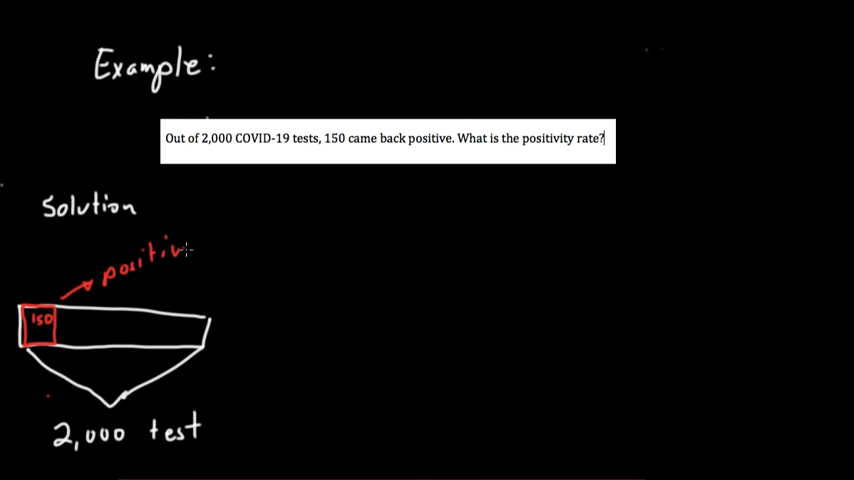 Example:
Out of 2,000 COVID-19 tests, 150 came back positive. What is the positivity rate?
Solution
positiv
150
2,000 test